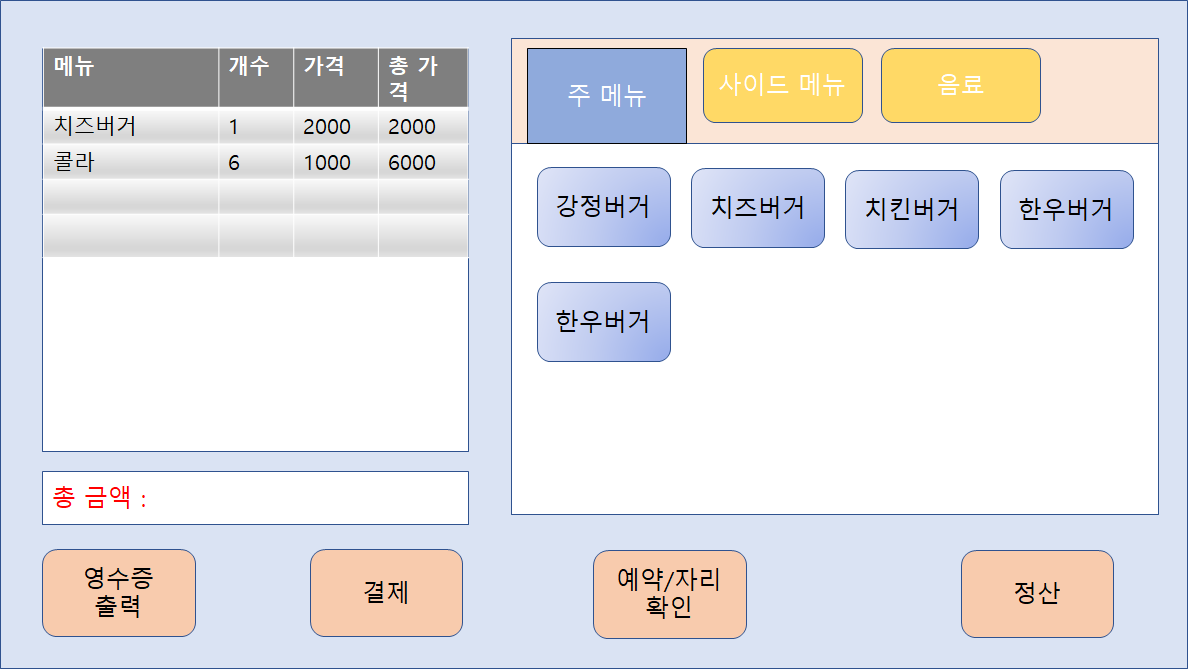 메뉴 개수 가격 총 가
격
치즈버거 1 2000 2000
콜라 6 1000 6000
총 금액 :
주 메뉴 사이드 메뉴 음료
강정버거 치즈버거 치킨버거 한우버거
한우버거
영수증
출력
결제
예약/자리
확인
정산